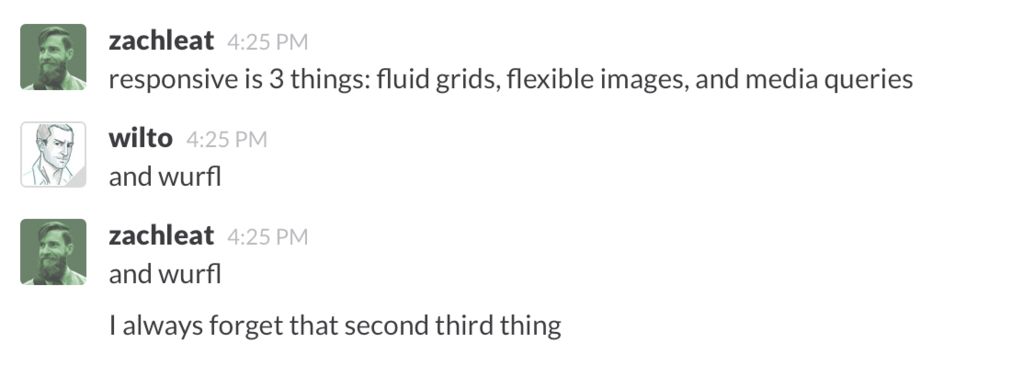 zachleat 4:25 PM
responsive is 3 things: fluid grids, flexible images, and media queries
wilto 4:25 PM
and wurfl
zachleat 4:25 PM
and wurfl
I always forget that second third thing